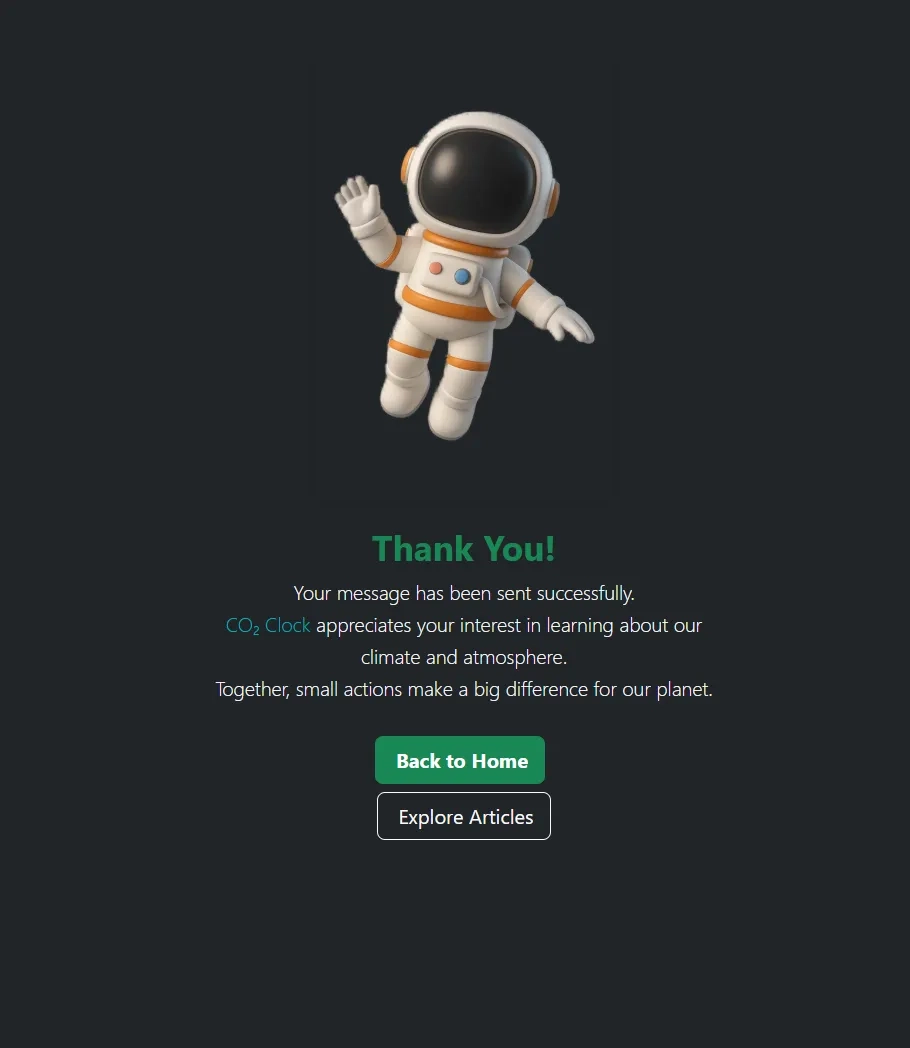 Thank You!
Your message has been sent successfully.
CO₂ Clock appreciates your interest in learning about our
climate and atmosphere.
Together, small actions make a big difference for our planet.
Back to Home
Explore Articles